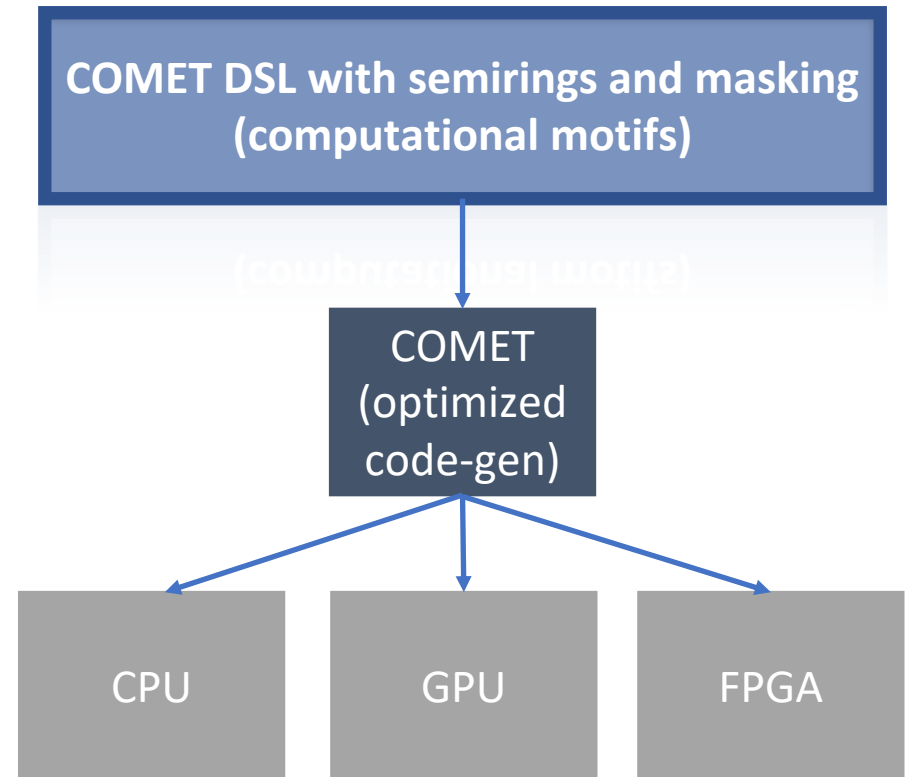 COMET DSL with semirings and masking
(computational motifs)
COMET
(optimized
code-gen)
CPU
GPU
FPGA